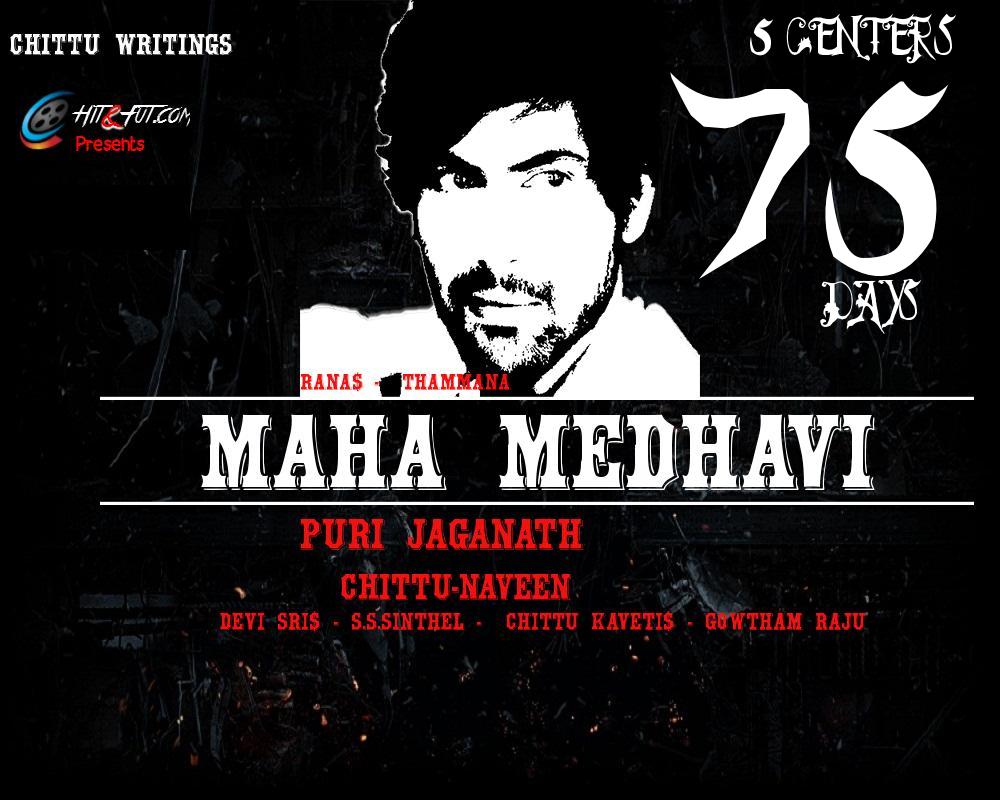 CHITTU WRITINGS
HIT&FUT.COM
Presents
5 CENTERS
75
DAYS
RANA$ - THAMMANA
MAHA MEDHAVI
PURI JAGANATH
CHITTU-NAVEEN
DEVI SRI$ - S.S.SINTHEL - CHITTU KAVETI$ - GOWTHAM RAJU